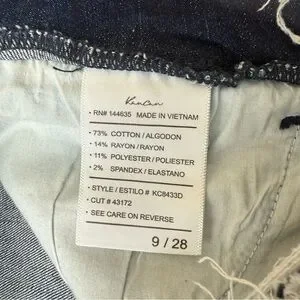 KanCan
• RN# 144635 MADE IN VIETNAM
• 73% COTTON / ALGODON
• 14% RAYON / RAYON
• 11% POLYESTER / POLIESTER
• 2% SPANDEX / ELASTANO
• STYLE / ESTILO # KC8433D
• CUT # 43172
• SEE CARE ON REVERSE
9 / 28